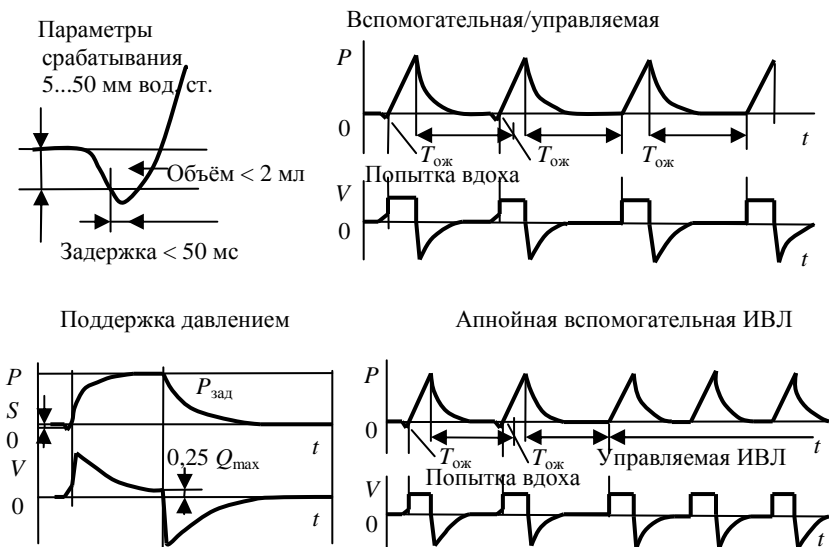 Параметры
срабатывания
5...50 мм вод. ст.
Объём < 2 мл
Задержка < 50 мс
Вспомогательная/управляемая
P
0
t
Tож
Tож
Tож
Попытка вдоха
V
0
t
Поддержка давлением
P
S
0
Pзад
t
V
0
0,25 Qmax
t
Апнойная вспомогательная ИВЛ
P
0
t
Tож
Tож
Управляемая ИВЛ
Попытка вдоха
V
0
t